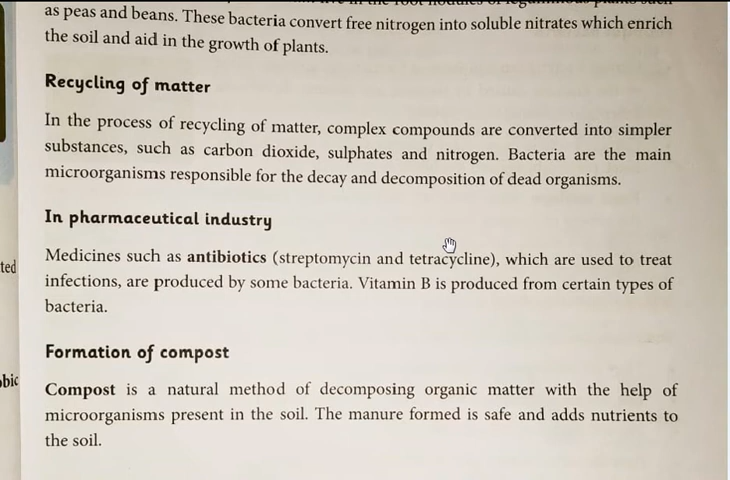 as peas and beans. These bacteria convert free nitrogen into soluble nitrates which enrich
the soil and aid in the growth of plants.
Recycling of matter
In the process of recycling of matter, complex compounds are converted into simpler
substances, such as carbon dioxide, sulphates and nitrogen. Bacteria are the main
microorganisms responsible for the decay and decomposition of dead organisms.
In pharmaceutical industry
Medicines such as antibiotics (streptomycin and tetracycline), which are used to treat
infections, are produced by some bacteria. Vitamin B is produced from certain types of
bacteria.
Formation of compost
Compost is a natural method of decomposing organic matter with the help of
microorganisms present in the soil. The manure formed is safe and adds nutrients to
the soil.